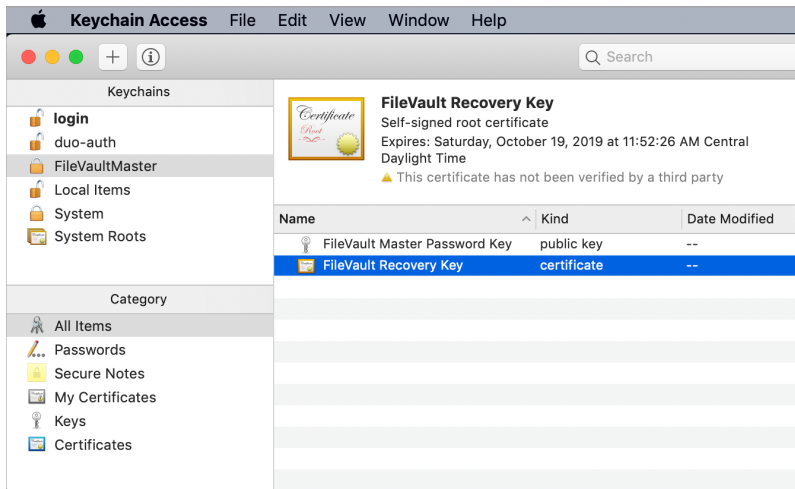 Keychain Access File Edit View Window Help
Search
Keychains
login
duo-auth
FileVaultMaster
Local Items
System
System Roots
Category
All Items
Passwords
Secure Notes
My Certificates
Keys
Certificates
Certificate
Root
FileVault Recovery Key
Self-signed root certificate
Expires: Saturday, October 19, 2019 at 11:52:26 AM Central
Daylight Time
This certificate has not been verified by a third party
Name Kind Date Modified
FileVault Master Password Key public key --
FileVault Recovery Key certificate --